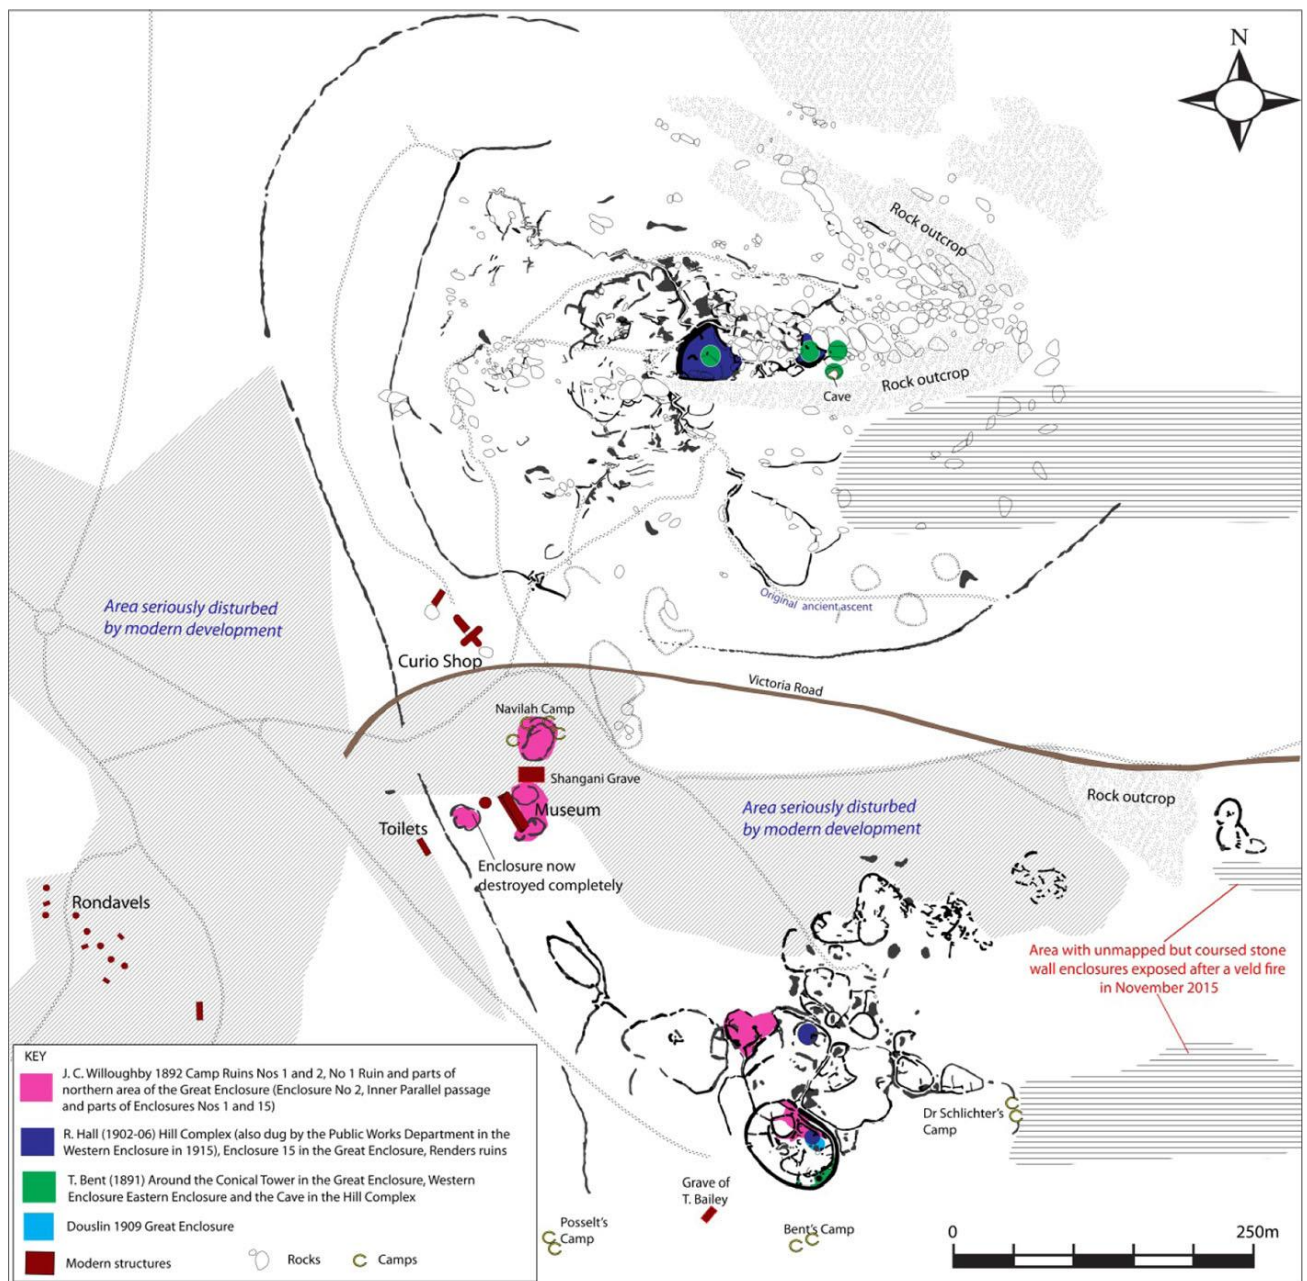 N
Rock outcrop
Rock outcrop
Cave
Original ancient ascent
Area seriously disturbed
by modern development
Curio Shop
Victoria Road
Navilah Camp
Shangani Grave
Museum
Toilets
Area seriously disturbed
by modern development
Rock outcrop
Enclosure now
destroyed completely
Rondavels
Area with unmapped but coursed stone
wall enclosures exposed after a veld fire
in November 2015
Dr Schlichter's
Camp
Grave of
T. Bailey
Posselt's
Camp
Bent's Camp
0 250m
KEY
J. C. Willoughby 1892 Camp Ruins Nos 1 and 2, No 1 Ruin and parts of
northern area of the Great Enclosure (Enclosure No 2, Inner Parallel passage
and parts of Enclosures Nos 1 and 15)
R. Hall (1902-06) Hill Complex (also dug by the Public Works Department in the
Western Enclosure in 1915), Enclosure 15 in the Great Enclosure, Renders ruins
T. Bent (1891) Around the Conical Tower in the Great Enclosure, Western
Enclosure Eastern Enclosure and the Cave in the Hill Complex
Douslin 1909 Great Enclosure
Modern structures
Rocks
Camps